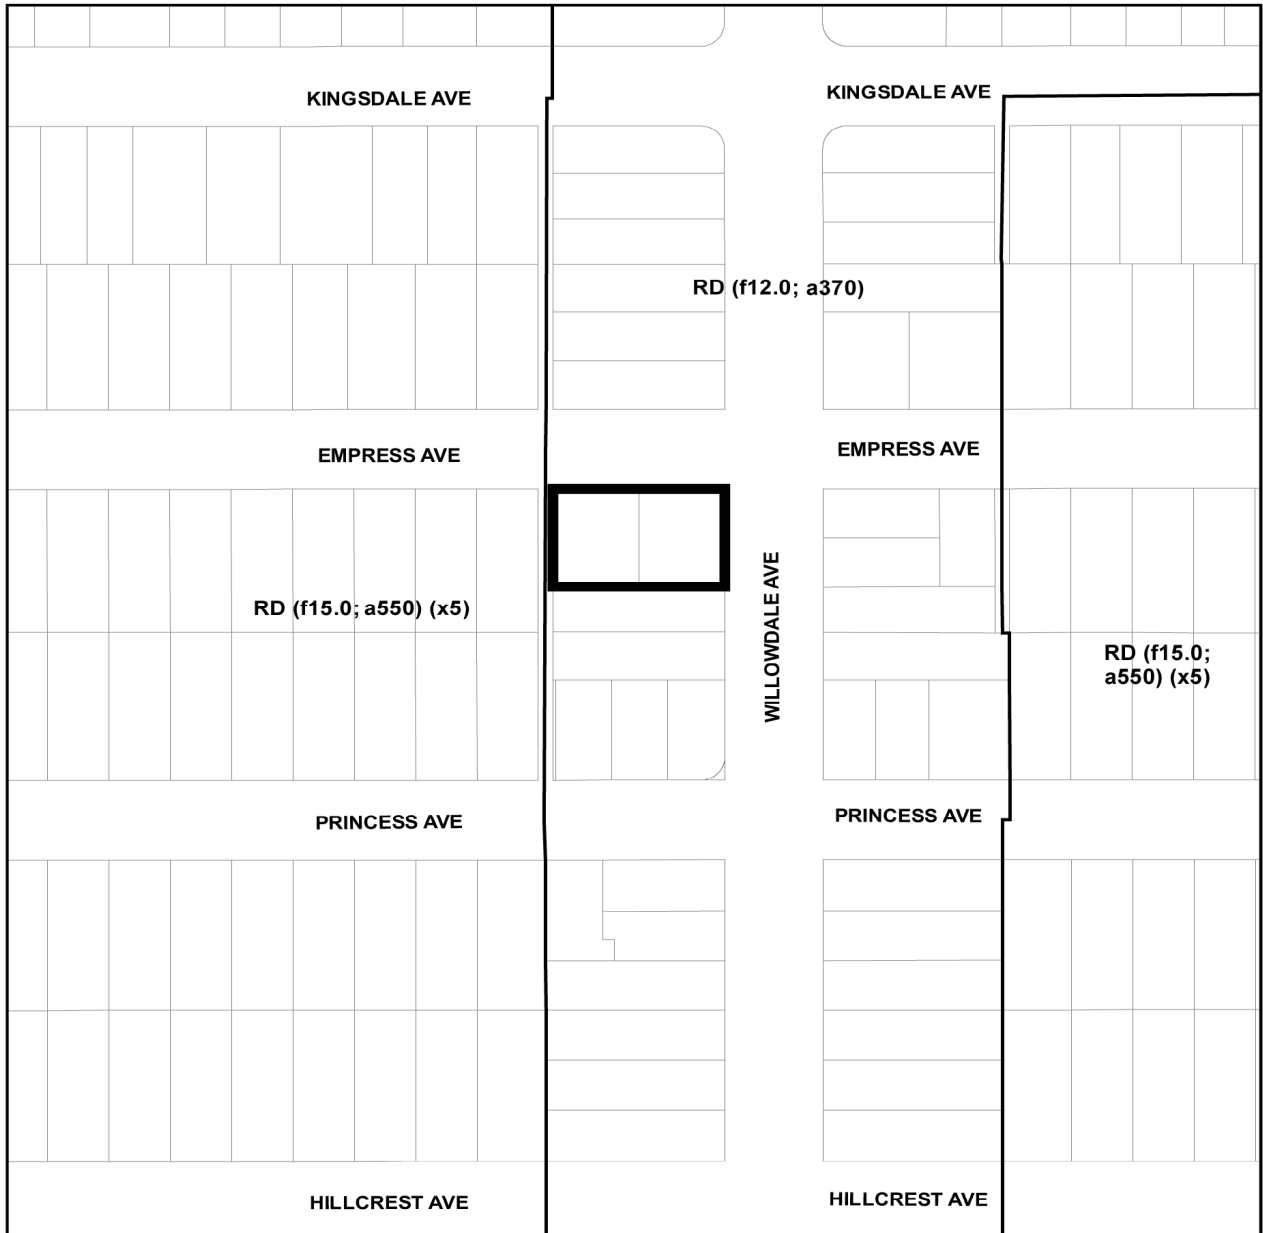 KINGSDALE AVE
KINGSDALE AVE
RD (f12.0; a370)
EMPRESS AVE
EMPRESS AVE
WILLOWDALE AVE
RD (f15.0; a550) (x5)
RD (f15.0;
a550) (x5)
PRINCESS AVE
PRINCESS AVE
HILLCREST AVE
HILLCREST AVE